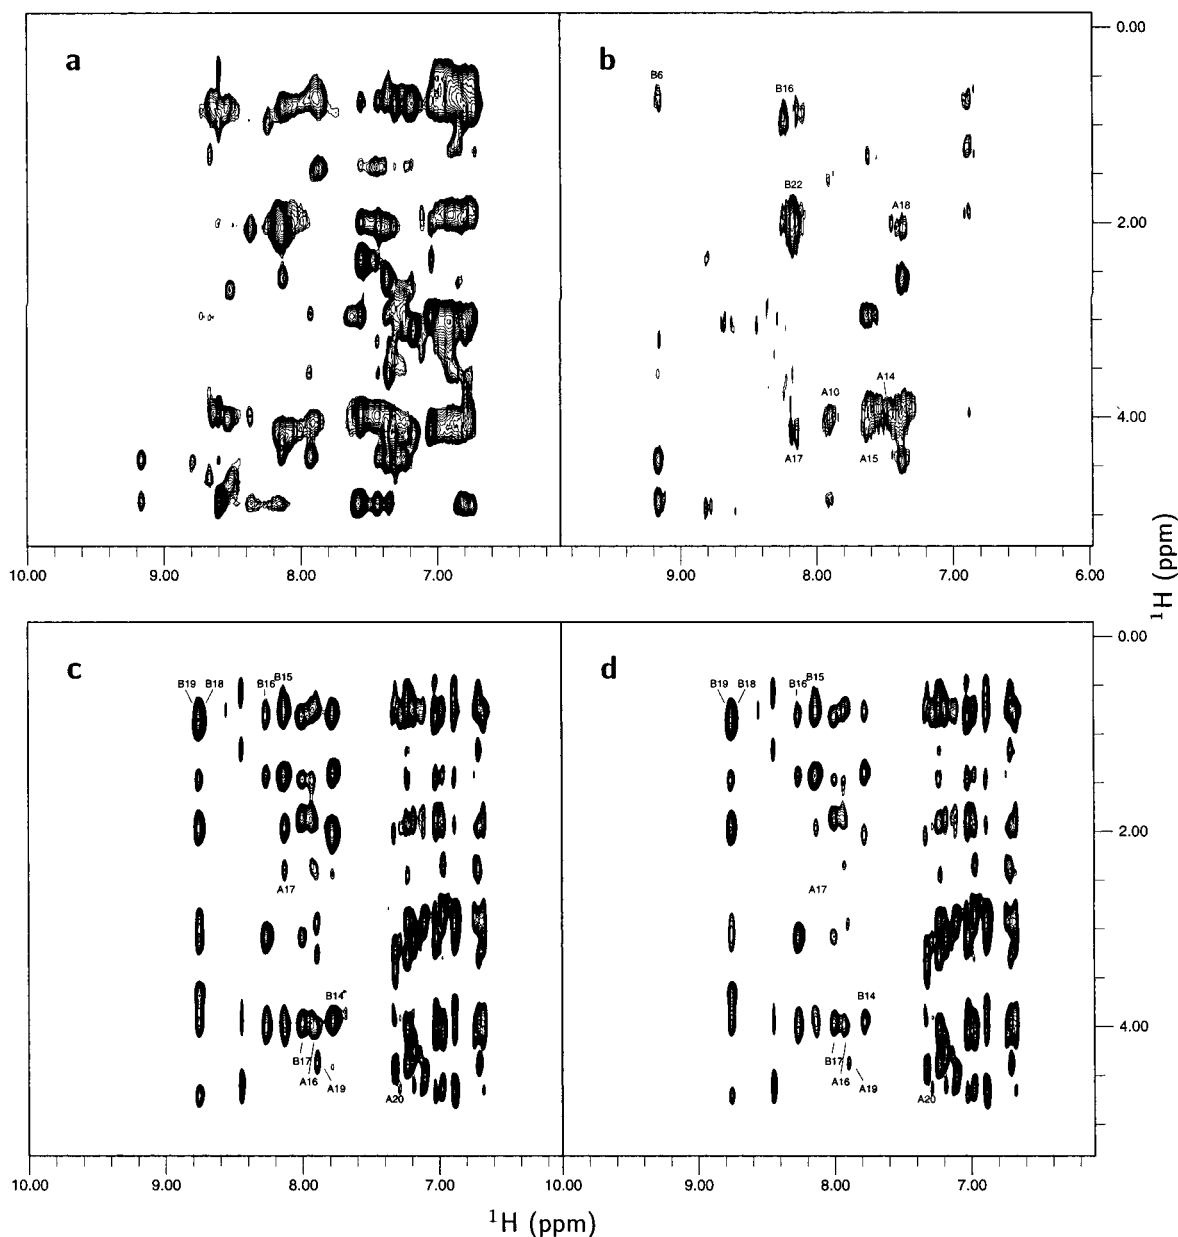 a
b
0.00
B6
B16
B22
A18
2.00
A14
A10
4.00
A17
A15
10.00
9.00
8.00
7.00
9.00
8.00
7.00
6.00
¹H (ppm)
c
d
0.00
B19
B18
B16
B15
B19
B18
B16
B15
2.00
A17
A17
B14
B14
4.00
B17
A16
A19
A20
B17
A16
A19
A20
10.00
9.00
8.00
7.00
10.00
9.00
8.00
7.00
¹H (ppm)